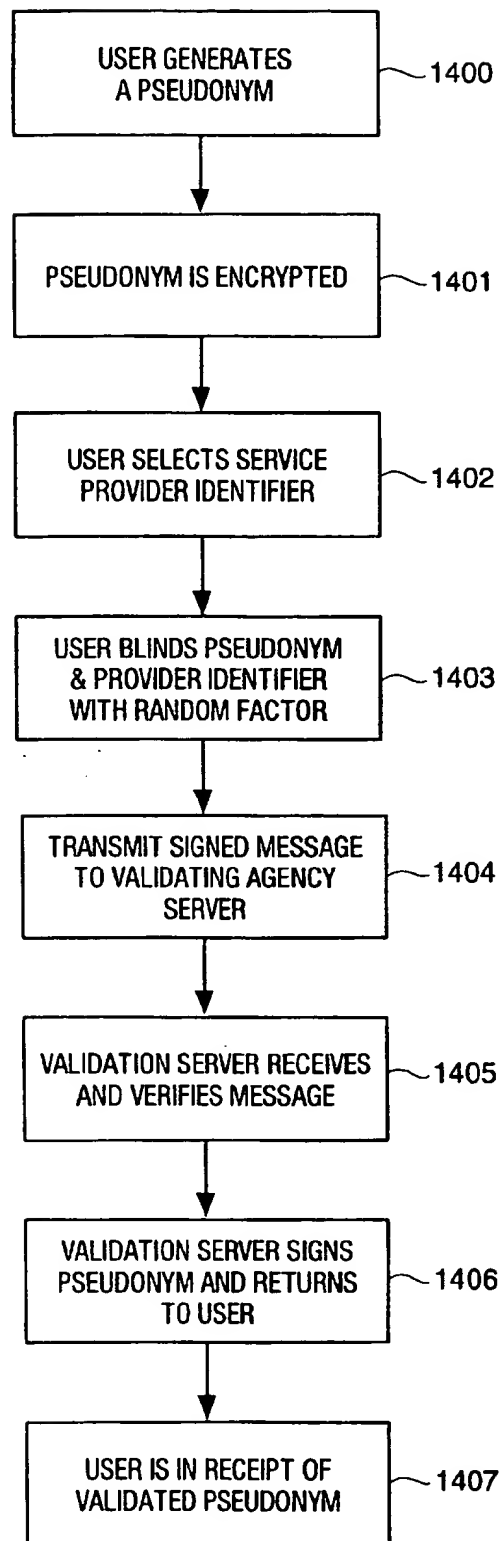 USER GENERATES
A PSEUDONYM
1400
PSEUDONYM IS ENCRYPTED
1401
USER SELECTS SERVICE
PROVIDER IDENTIFIER
1402
USER BLINDS PSEUDONYM
& PROVIDER IDENTIFIER
WITH RANDOM FACTOR
1403
TRANSMIT SIGNED MESSAGE
TO VALIDATING AGENCY
SERVER
1404
VALIDATION SERVER RECEIVES
AND VERIFIES MESSAGE
1405
VALIDATION SERVER SIGNS
PSEUDONYM AND RETURNS
TO USER
1406
USER IS IN RECEIPT OF
VALIDATED PSEUDONYM
1407